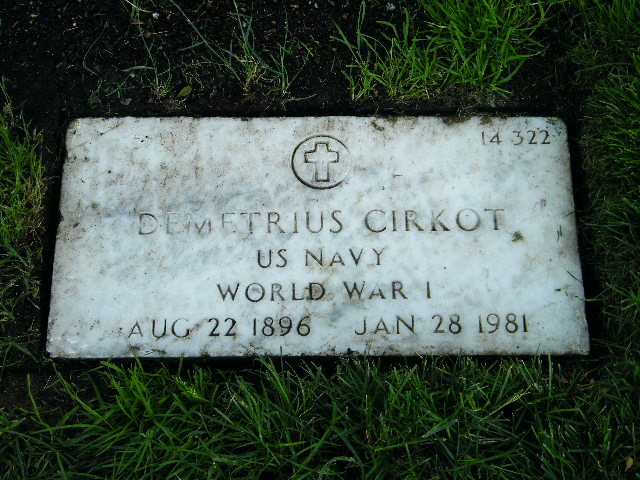 14 322
DEMETRIUS CIRKOT
US NAVY
WORLD WAR I
AUG 22 1896 JAN 28 1981